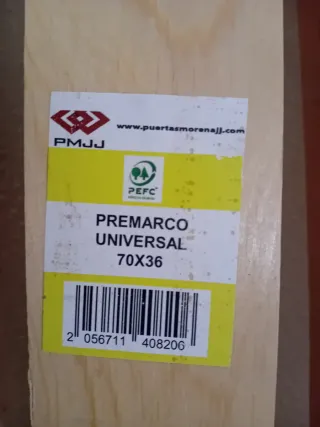 www.puertasmorenajj.com
PMJJ
PEFC
PREMARCO
UNIVERSAL
70X36
2 056711 408206